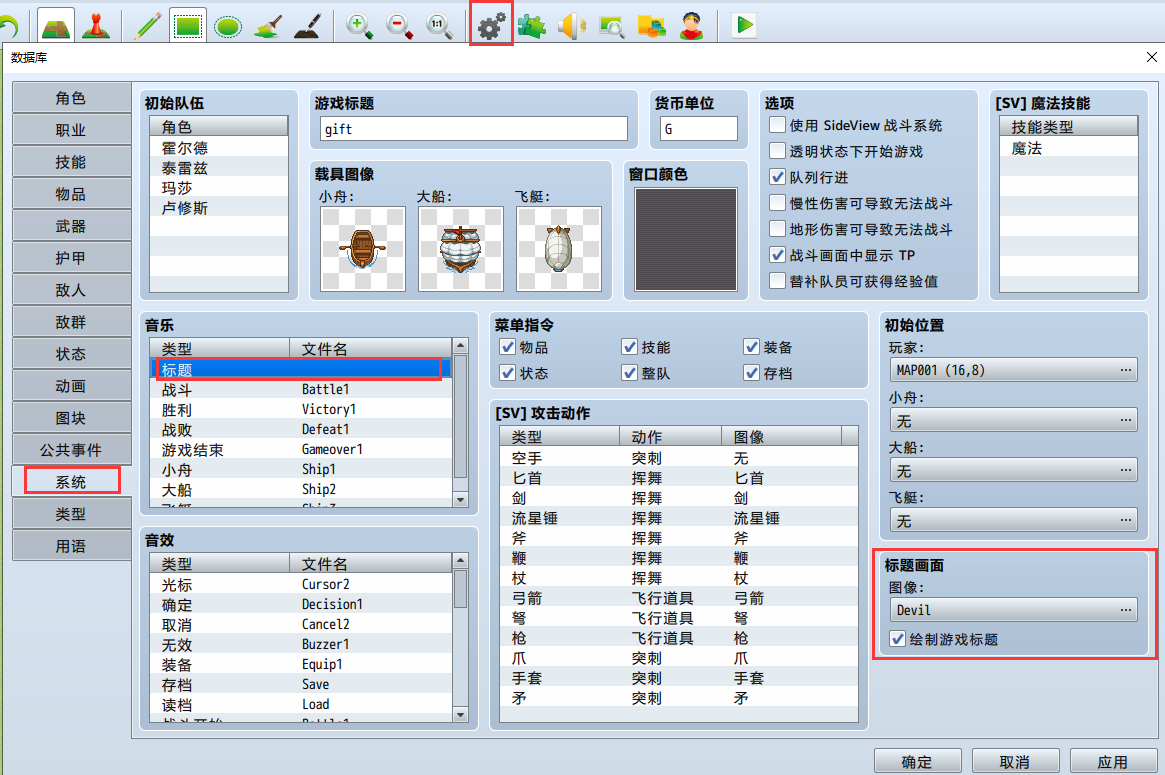 1:1
数据库
角色
职业
技能
物品
武器
护甲
敌人
敌群
状态
动画
图块
公共事件
系统
类型
用语
初始队伍
角色
霍尔德
泰雷兹
玛莎
卢修斯
游戏标题
gift
货币单位
G
载具图像
小舟:
大船:
飞艇:
窗口颜色
选项
使用 SideView 战斗系统
透明状态下开始游戏
队列行进
慢性伤害可导致无法战斗
地形伤害可导致无法战斗
战斗画面中显示 TP
替补队员可获得经验值
[SV] 魔法技能
技能类型
魔法
音乐
类型 文件名
标题
战斗 Battle1
胜利 Victory1
战败 Defeat1
游戏结束 Gameover1
小舟 Ship1
大船 Ship2
飞艇 Ship3
音效
类型 文件名
光标 Cursor2
确定 Decision1
取消 Cancel2
无效 Buzzer1
装备 Equip1
存档 Save
读档 Load
战斗开始 Battle1
菜单指令
物品 技能 装备
状态 整队 存档
[SV] 攻击动作
类型 动作 图像
空手 突刺 无
匕首 挥舞 匕首
剑 挥舞 剑
流星锤 挥舞 流星锤
斧 挥舞 斧
鞭 挥舞 鞭
杖 挥舞 杖
弓箭 飞行道具 弓箭
弩 飞行道具 弩
枪 飞行道具 枪
爪 突刺 爪
手套 突刺 手套
矛 突刺 矛
初始位置
玩家:
MAP001 (16,8) ...
小舟:
无 ...
大船:
无 ...
飞艇:
无 ...
标题画面
图像:
Devil ...
绘制游戏标题
确定 取消 应用